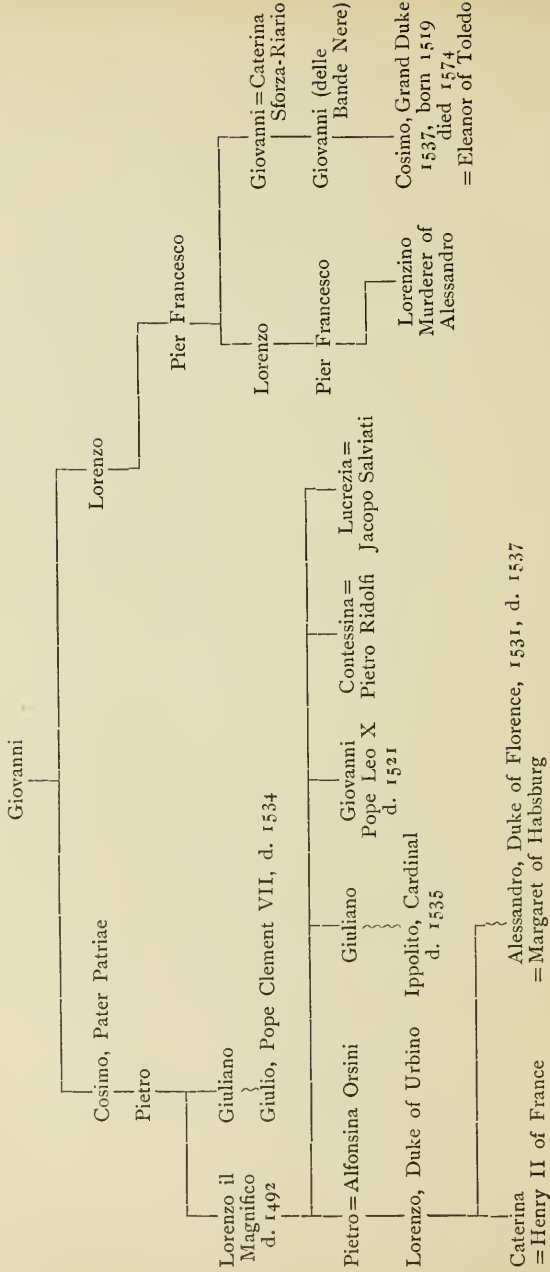 Giovanni
Cosimo, Pater Patriae
Lorenzo
Pietro
Pier Francesco
Lorenzo il
Magnifico
d. 1492
Giuliano
Giulio, Pope Clement VII, d. 1534
Lorenzo
Giovanni = Caterina
Sforza-Riario
Pietro = Alfonsina Orsini
Giuliano
Giovanni
Pope Leo X
d. 1521
Contessina =
Pietro Ridolfi
Lucrezia =
Jacopo Salviati
Pier Francesco
Giovanni (delle
Bande Nere)
Lorenzo, Duke of Urbino
Ippolito, Cardinal
d. 1535
Lorenzino
Murderer of
Alessandro
Cosimo, Grand Duke
1537, born 1519
died 1574
= Eleanor of Toledo
Caterina
= Henry II of France
Alessandro, Duke of Florence, 1531, d. 1537
= Margaret of Habsburg